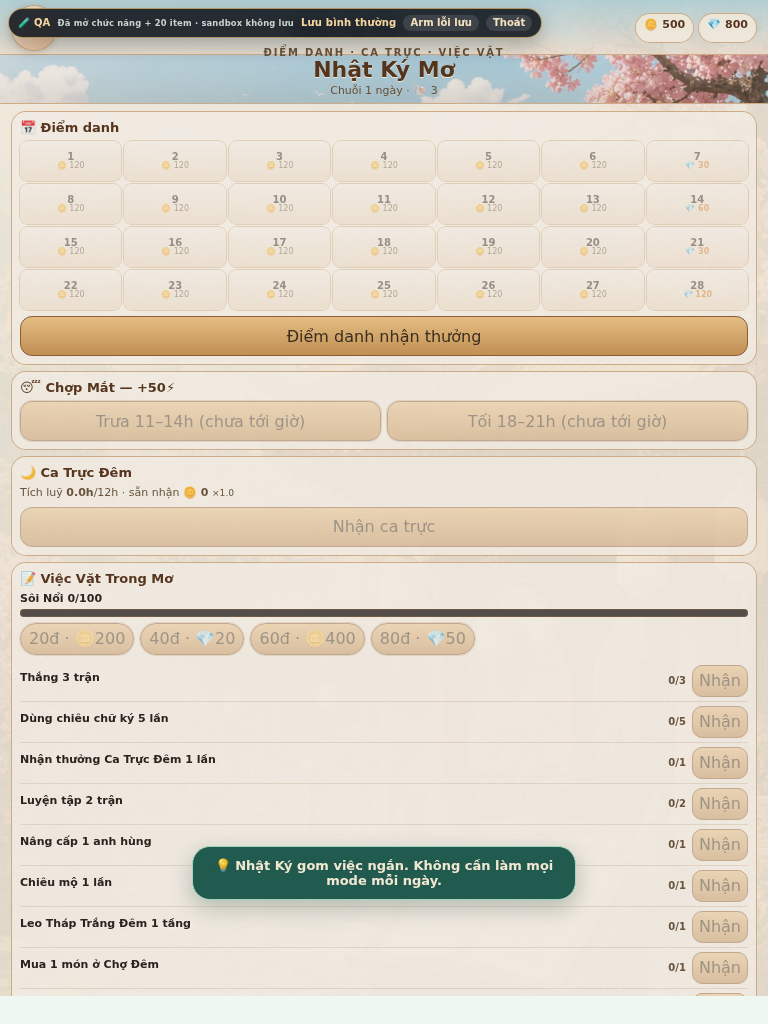 QA Đã mở chức năng + 20 item · sandbox không lưu Lưu bình thường Arm lỗi lưu Thoát
500 800
ĐIỂM DANH · CA TRỰC · VIỆC VẶT
Nhật Ký Mơ
Chuỗi 1 ngày · 3
Điểm danh
1 2 3 4 5 6 7
120 120 120 120 120 120 30
8 9 10 11 12 13 14
120 120 120 120 120 120 60
15 16 17 18 19 20 21
120 120 120 120 120 120 30
22 23 24 25 26 27 28
120 120 120 120 120 120 120
Điểm danh nhận thưởng
Chợp Mắt — +50⚡
Trưa 11–14h (chưa tới giờ) Tối 18–21h (chưa tới giờ)
Ca Trực Đêm
Tích luỹ 0.0h/12h · sẵn nhận 0 ×1.0
Nhận ca trực
Việc Vặt Trong Mơ
Sôi Nổi 0/100
20đ · 200 40đ · 20 60đ · 400 80đ · 50
Thắng 3 trận 0/3 Nhận
Dùng chiêu chữ ký 5 lần 0/5 Nhận
Nhận thưởng Ca Trực Đêm 1 lần 0/1 Nhận
Luyện tập 2 trận 0/2 Nhận
Nâng cấp 1 anh hùng 0/1 Nhận
Chiêu mộ 1 lần 0/1 Nhận
Leo Tháp Trắng Đêm 1 tầng 0/1 Nhận
Mua 1 món ở Chợ Đêm 0/1 Nhận
Nhật Ký gom việc ngắn. Không cần làm mọi
mode mỗi ngày.